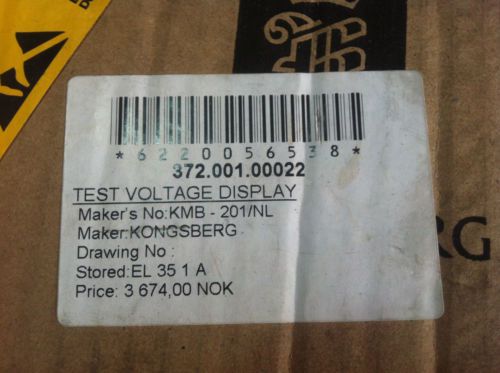 *6220056538*
372.001.00022
TEST VOLTAGE DISPLAY
Maker's No:KMB - 201/NL
Maker:KONGSBERG
Drawing No :
Stored:EL 35 1 A
Price: 3 674,00 NOK
RG